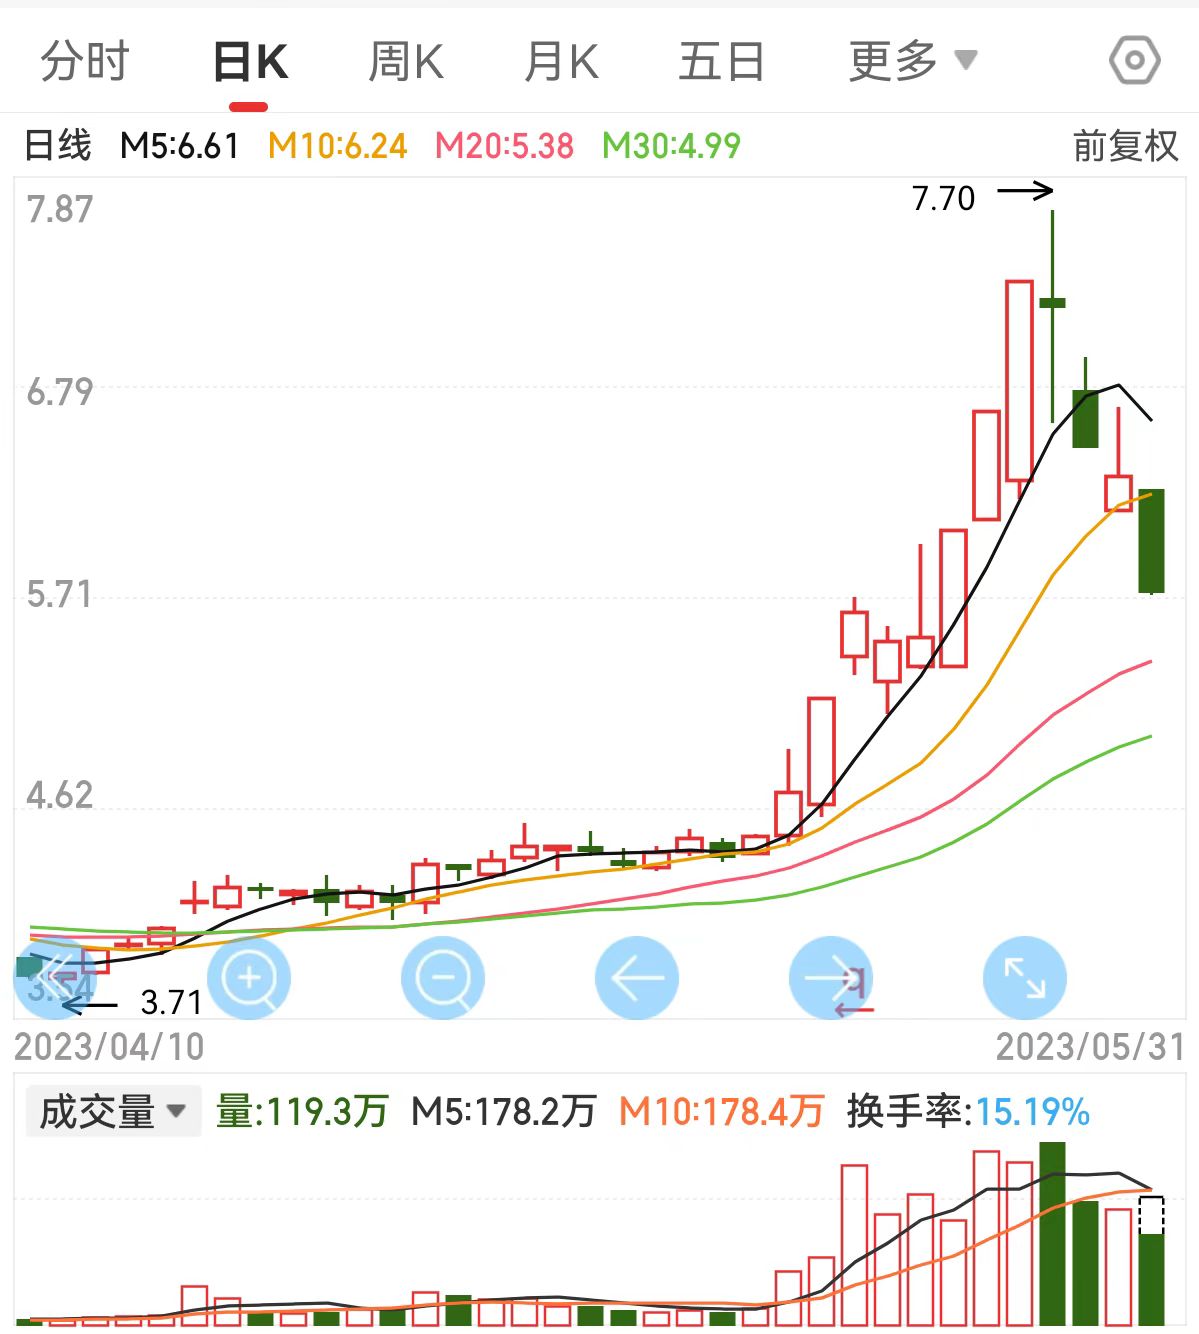 分时 日K 周K 月K 五日 更多
日线 M5:6.61 M10:6.24 M20:5.38 M30:4.99 前复权
7.87
7.70
6.79
5.71
4.62
3.54
3.71
2023/04/10 2023/05/31
成交量 量:119.3万 M5:178.2万 M10:178.4万 换手率:15.19%